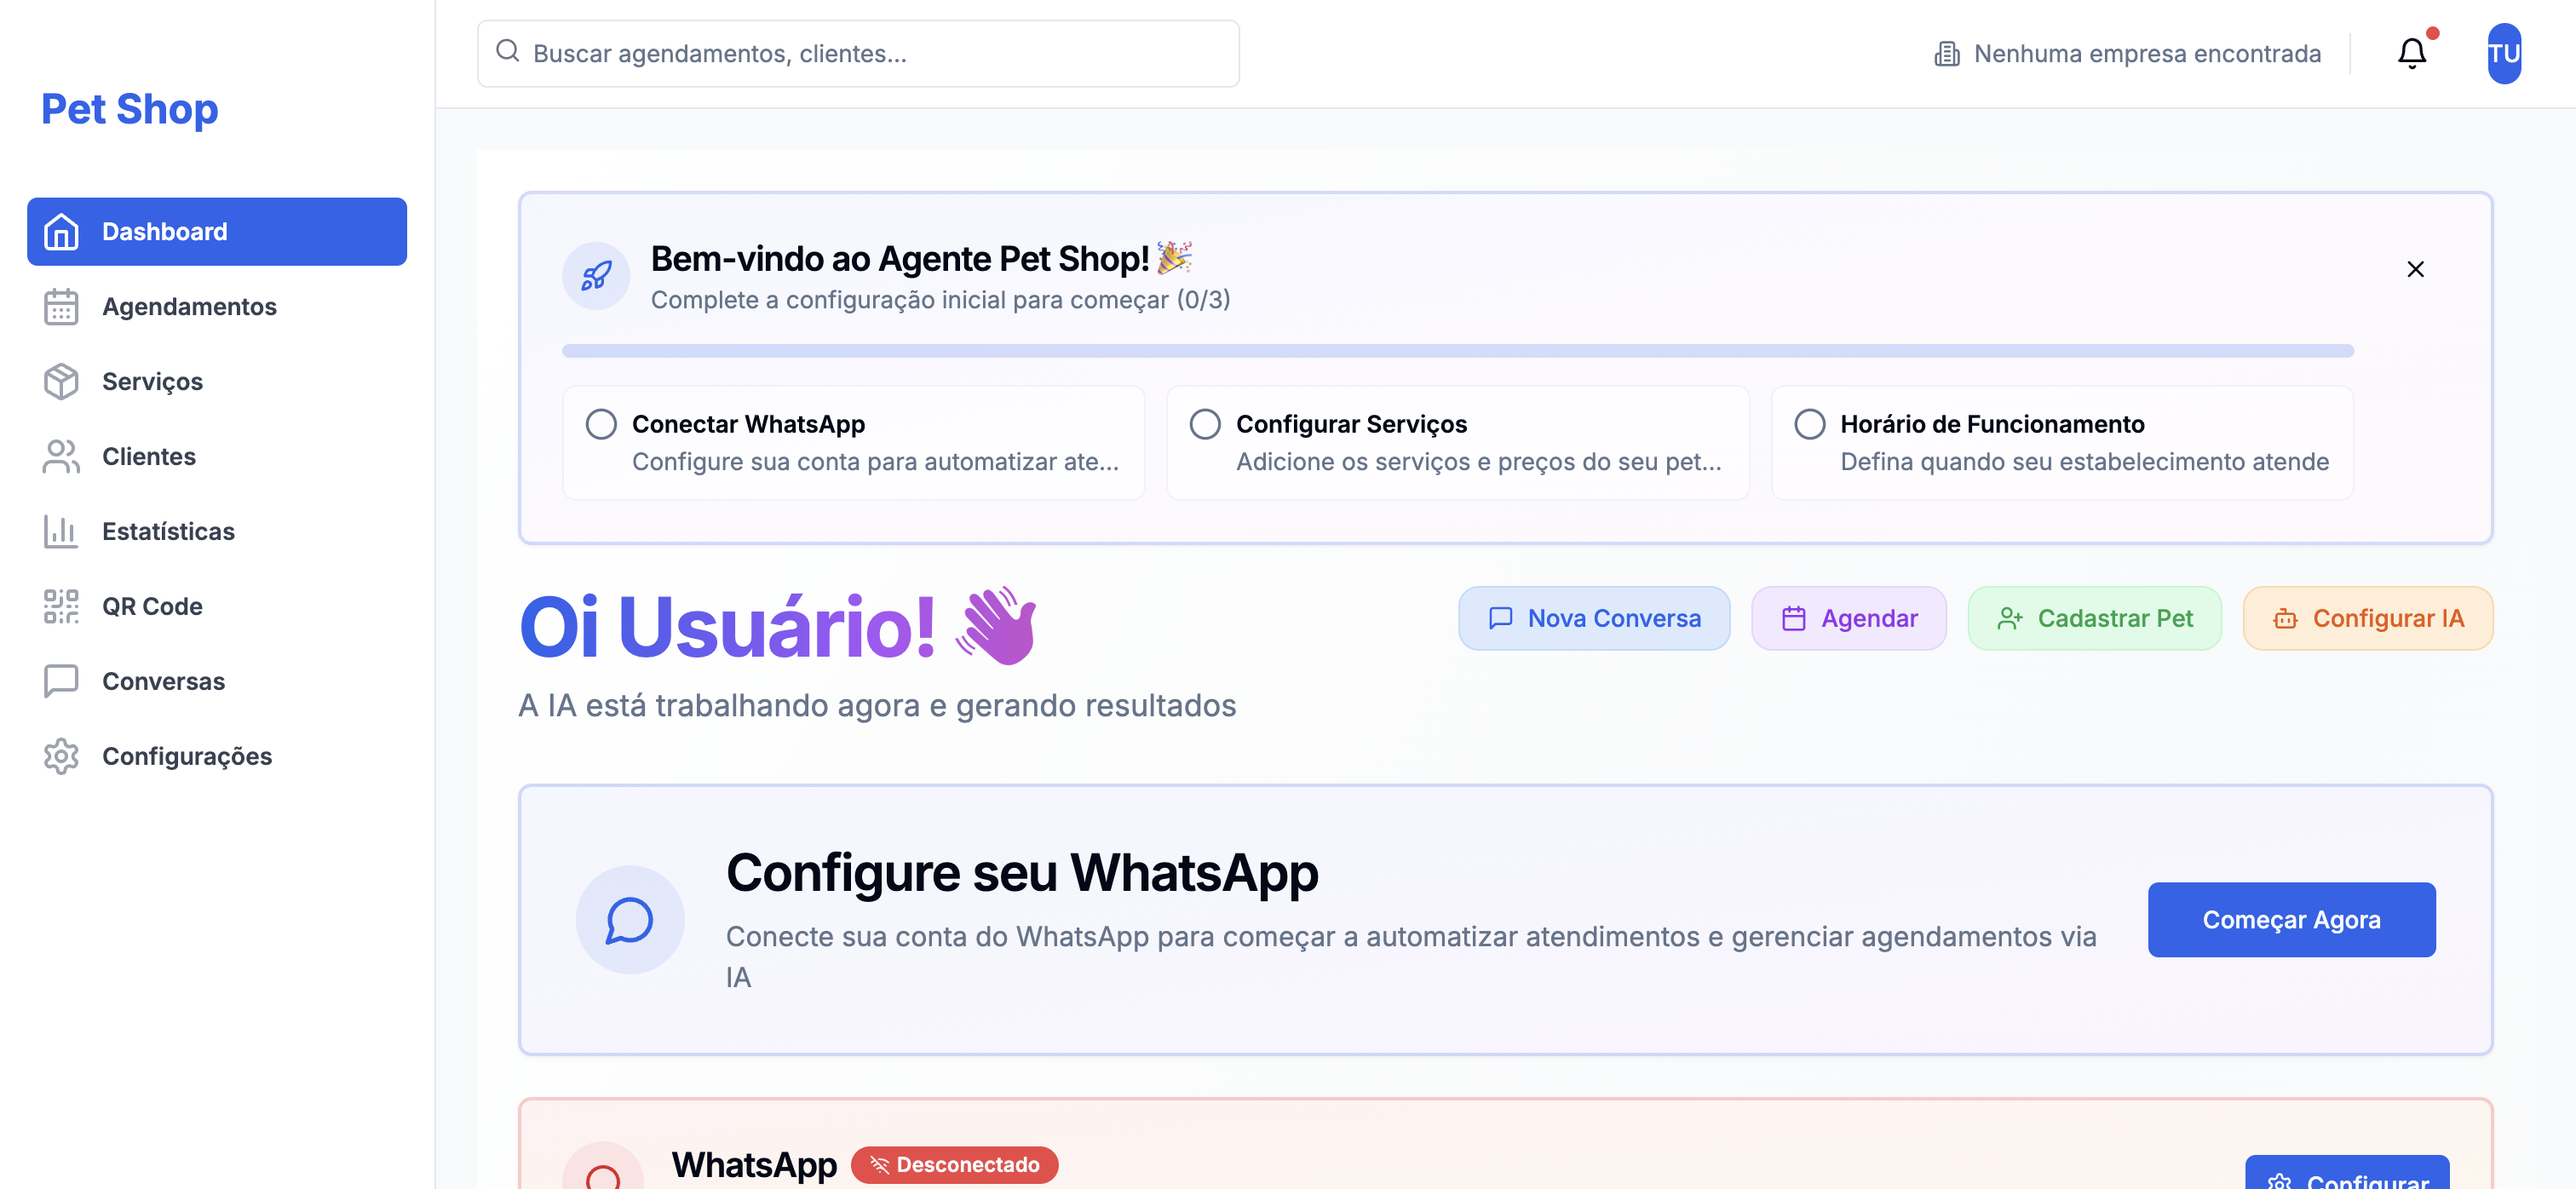 Pet Shop
Dashboard
Agendamentos
Serviços
Clientes
Estatísticas
QR Code
Conversas
Configurações
Buscar agendamentos, clientes...
Nenhuma empresa encontrada
TU
Bem-vindo ao Agente Pet Shop! 🎉
Complete a configuração inicial para começar (0/3)
Conectar WhatsApp
Configure sua conta para automatizar ate...
Configurar Serviços
Adicione os serviços e preços do seu pet...
Horário de Funcionamento
Defina quando seu estabelecimento atende
Oi Usuário! 👋
A IA está trabalhando agora e gerando resultados
Nova Conversa
Agendar
Cadastrar Pet
Configurar IA
Configure seu WhatsApp
Conecte sua conta do WhatsApp para começar a automatizar atendimentos e gerenciar agendamentos via
IA
Começar Agora
WhatsApp
Desconectado
Configurar